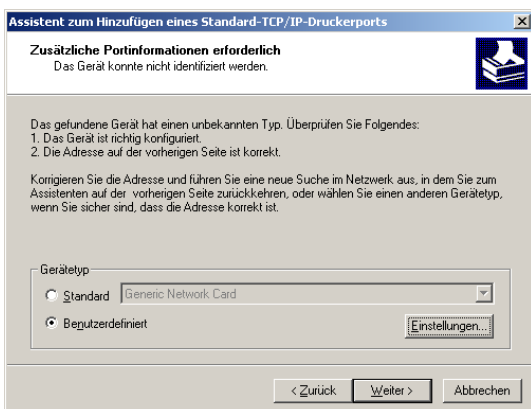 Assistent zum Hinzufügen eines Standard-TCP/IP-Druckerports
Zusätzliche Portinformationen erforderlich
Das Gerät konnte nicht identifiziert werden.
Das gefundene Gerät hat einen unbekannten Typ. Überprüfen Sie Folgendes:
1. Das Gerät ist richtig konfiguriert.
2. Die Adresse auf der vorherigen Seite ist korrekt.
Korrigieren Sie die Adresse und führen Sie eine neue Suche im Netzwerk aus, in dem Sie zum
Assistenten auf der vorherigen Seite zurückkehren, oder wählen Sie einen anderen Gerätetyp,
wenn Sie sicher sind, dass die Adresse korrekt ist.
Gerätetyp
Standard Generic Network Card
Benutzerdefiniert Einstellungen...
< Zurück Weiter > Abbrechen